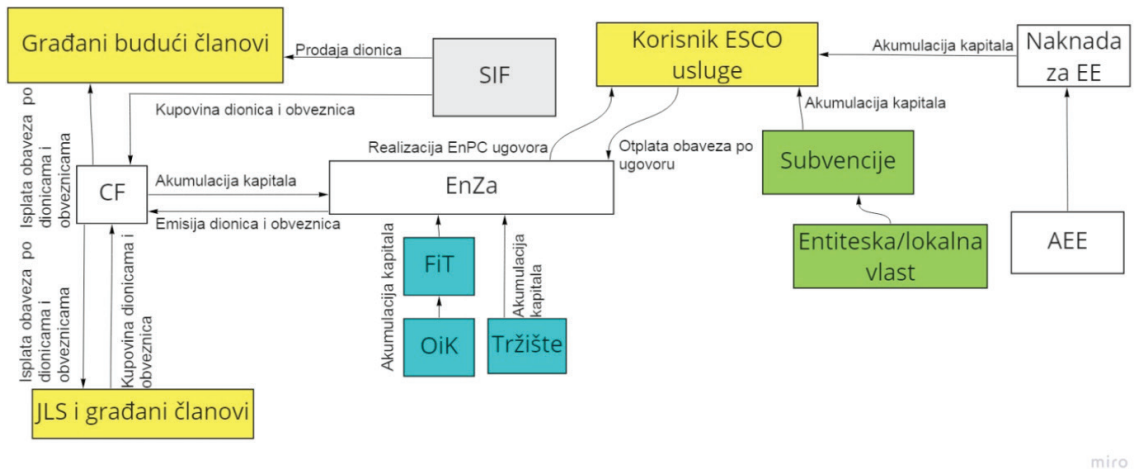 Građani budući članovi
Prodaja dionica
SIF
Kupovina dionica i obveznica
Korisnik ESCO
usluge
Akumulacija kapitala
Naknada
za EE
Akumulacija kapitala
Subvencije
Entiteska/lokalna
vlast
AEE
Isplata obaveza po
dionicama i
obveznicama
CF
Akumulacija kapitala
Emisija dionica i obveznica
Realizacija EnPC ugovora
Otplata obaveza po
ugovoru
EnZa
Akumulacija kapitala
FiT
OiK
Akumulacija
kapitala
Tržište
Isplata obaveza po
dionicama i
obveznicama
Kupovina dionicama i
obveznica
JLS i građani članovi
miro